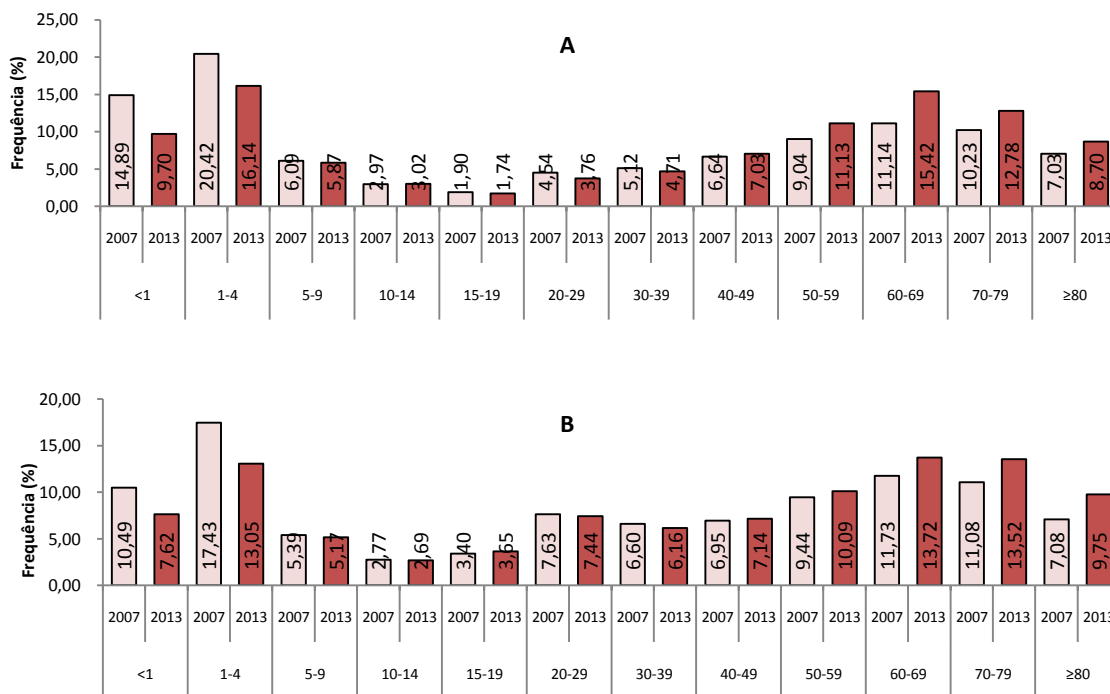 A
Frequência (%)
25,00
20,00
15,00
10,00
5,00
0,00
14,89 9,70 20,42 16,14 6,09 5,87 2,97 3,02 1,90 1,74 4,54 3,76 5,12 4,71 6,64 7,03 9,04 11,13 11,14 15,42 10,23 12,78 7,03 8,70
2007 2013 2007 2013 2007 2013 2007 2013 2007 2013 2007 2013 2007 2013 2007 2013 2007 2013 2007 2013 2007 2013 2007 2013
<1 1-4 5-9 10-14 15-19 20-29 30-39 40-49 50-59 60-69 70-79 ≥80
B
Frequência (%)
20,00
15,00
10,00
5,00
0,00
10,49 7,62 17,43 13,05 5,39 5,17 2,77 2,69 3,40 3,65 7,63 7,44 6,60 6,16 6,95 7,14 9,44 10,09 11,73 13,72 11,08 13,52 7,08 9,75
2007 2013 2007 2013 2007 2013 2007 2013 2007 2013 2007 2013 2007 2013 2007 2013 2007 2013 2007 2013 2007 2013 2007 2013
<1 1-4 5-9 10-14 15-19 20-29 30-39 40-49 50-59 60-69 70-79 ≥80